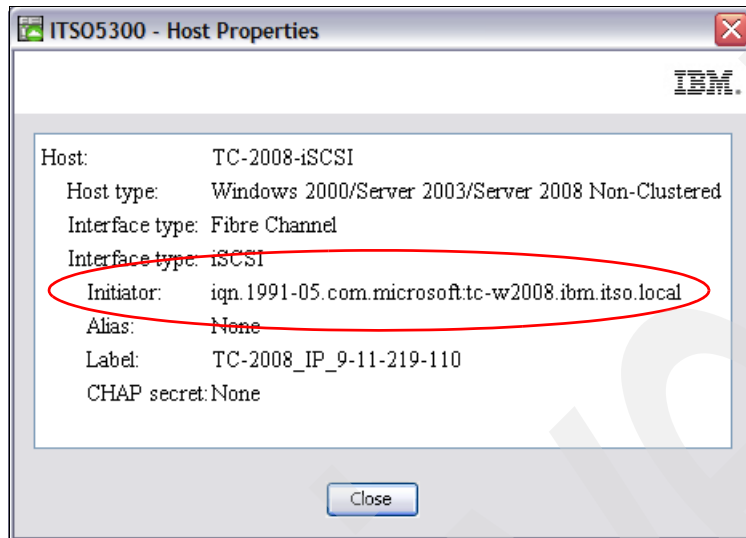 ITSO5300 - Host Properties
IBM.
Host: TC-2008-iSCSI
Host type: Windows 2000/Server 2003/Server 2008 Non-Clustered
Interface type: Fibre Channel
Interface type: iSCSI
Initiator: iqn.1991-05.com.microsoft:tc-w2008.ibm.itso.local
Alias: None
Label: TC-2008_IP_9-11-219-110
CHAP secret: None
Close